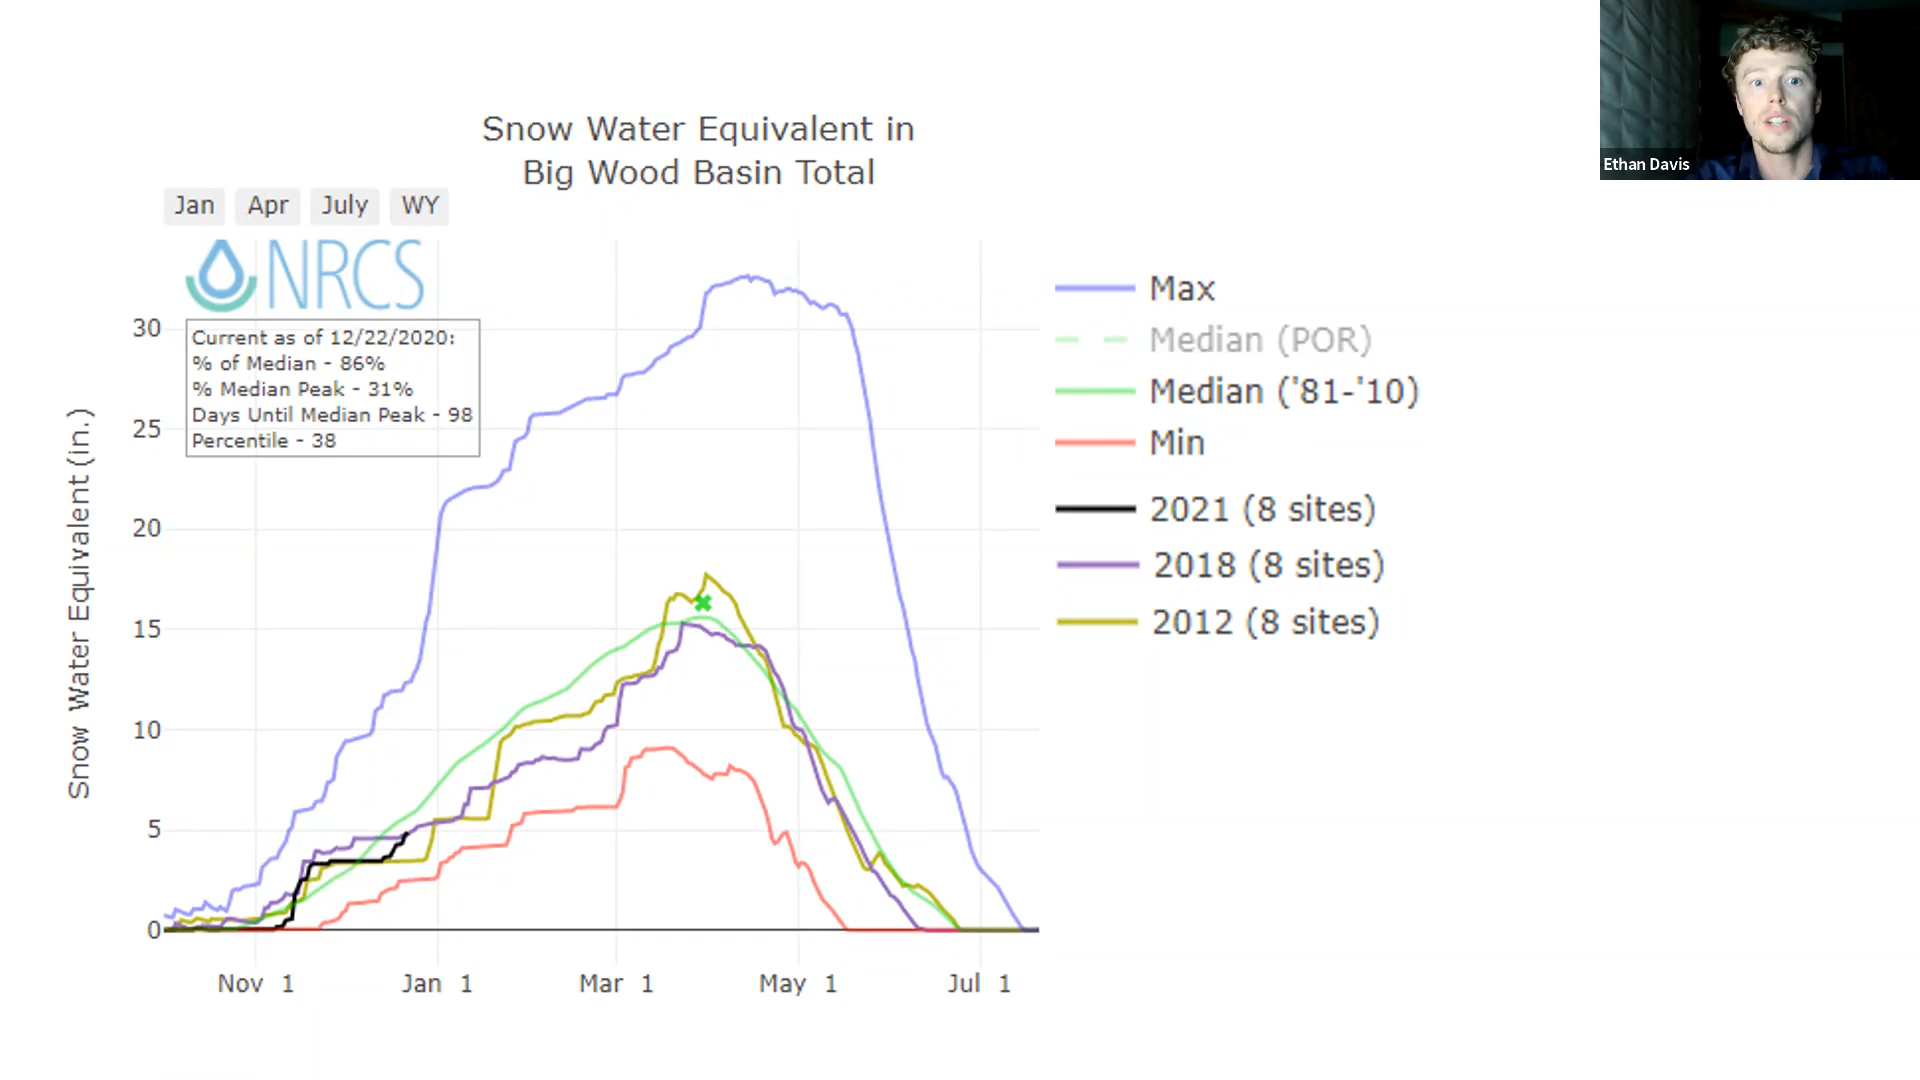 Ethan Davis
Snow Water Equivalent in
Big Wood Basin Total
Jan Apr July WY
NRCS
Current as of 12/22/2020:
% of Median - 86%
% Median Peak - 31%
Days Until Median Peak - 98
Percentile - 38
Snow Water Equivalent (in.)
30
25
20
15
10
5
0
Nov 1 Jan 1 Mar 1 May 1 Jul 1
Max
Median (POR)
Median ('81-'10)
Min
2021 (8 sites)
2018 (8 sites)
2012 (8 sites)